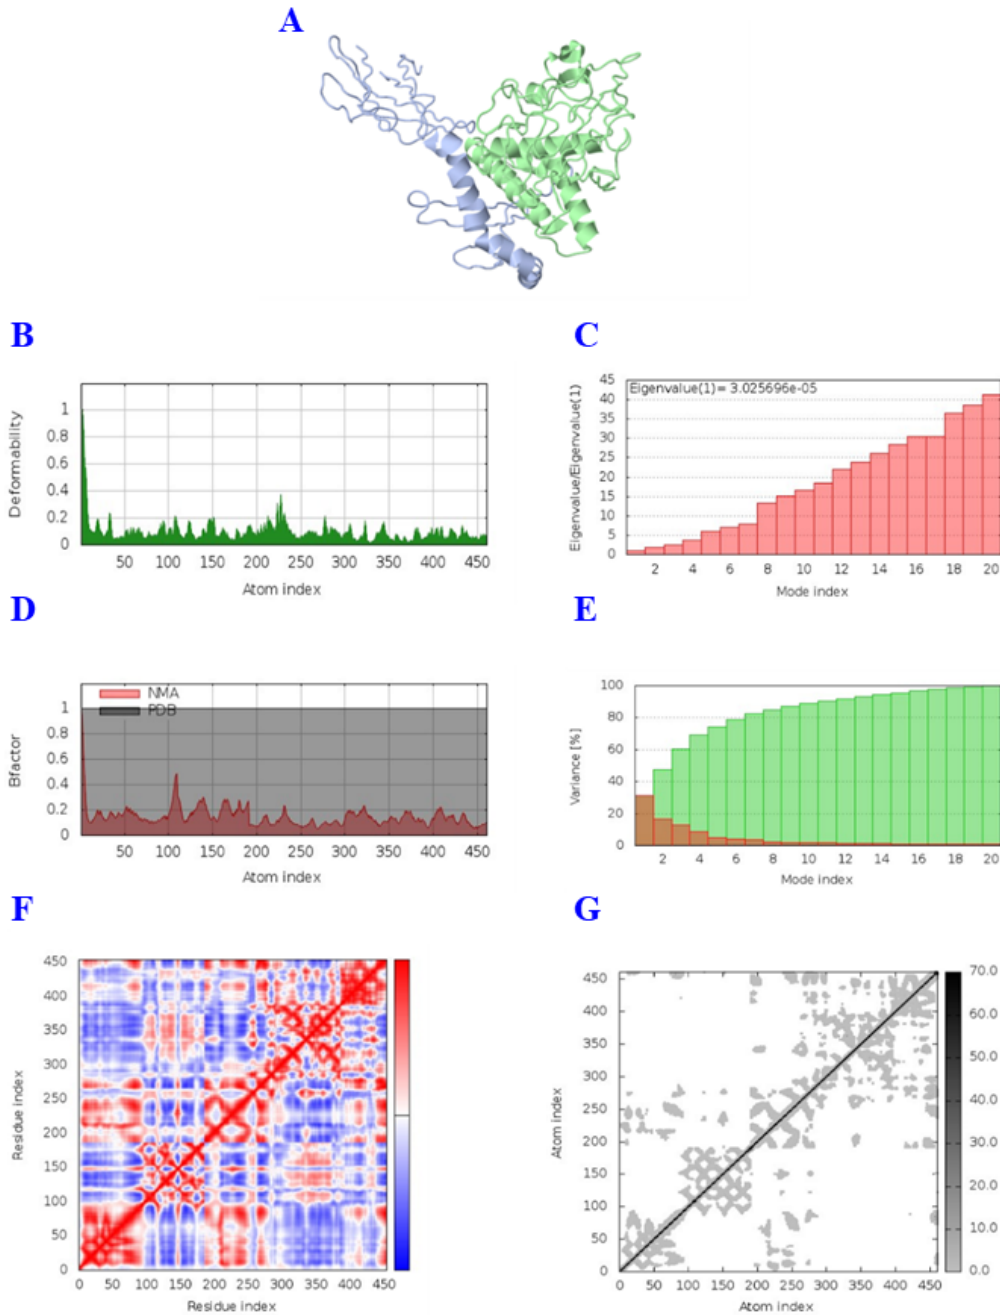 A
B
C
Deformability
1
0.8
0.6
0.4
0.2
0
50 100 150 200 250 300 350 400 450
Atom index
Eigenvalue(1)= 3.025696e-05
Eigenvalue/Eigenvalue(1)
45
40
35
30
25
20
15
10
5
0
2 4 6 8 10 12 14 16 18 20
Mode index
D
E
NMA
PDB
Bfactor
1
0.8
0.6
0.4
0.2
0
50 100 150 200 250 300 350 400 450
Atom index
Variance [%]
100
80
60
40
20
0
2 4 6 8 10 12 14 16 18 20
Mode index
F
G
Residue index
450
400
350
300
250
200
150
100
50
0
0 50 100 150 200 250 300 350 400 450
Residue index
Atom index
450
400
350
300
250
200
150
100
50
0
0 50 100 150 200 250 300 350 400 450
Atom index
70.0
60.0
50.0
40.0
30.0
20.0
10.0
0.0